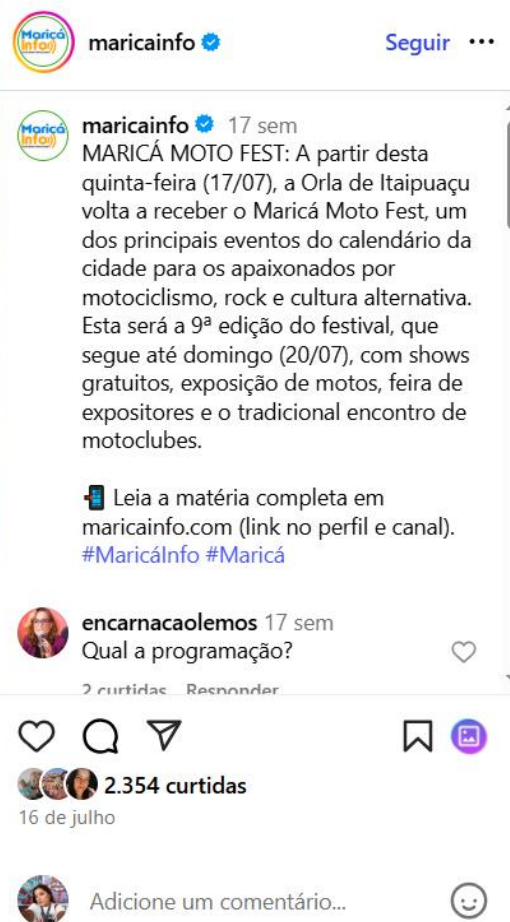 Maricá
info
maricainfo
Seguir
Maricá
info
maricainfo 17 sem
MARICÁ MOTO FEST: A partir desta
quinta-feira (17/07), a Orla de Itaipuaçu
volta a receber o Maricá Moto Fest, um
dos principais eventos do calendário da
cidade para os apaixonados por
motociclismo, rock e cultura alternativa.
Esta será a 9ª edição do festival, que
segue até domingo (20/07), com shows
gratuitos, exposição de motos, feira de
expositores e o tradicional encontro de
motoclubes.
Leia a matéria completa em
maricainfo.com (link no perfil e canal).
#MaricáInfo #Maricá
encarnacaolemos 17 sem
Qual a programação?
2 curtidas Responder
2.354 curtidas
16 de julho
Adicione um comentário...